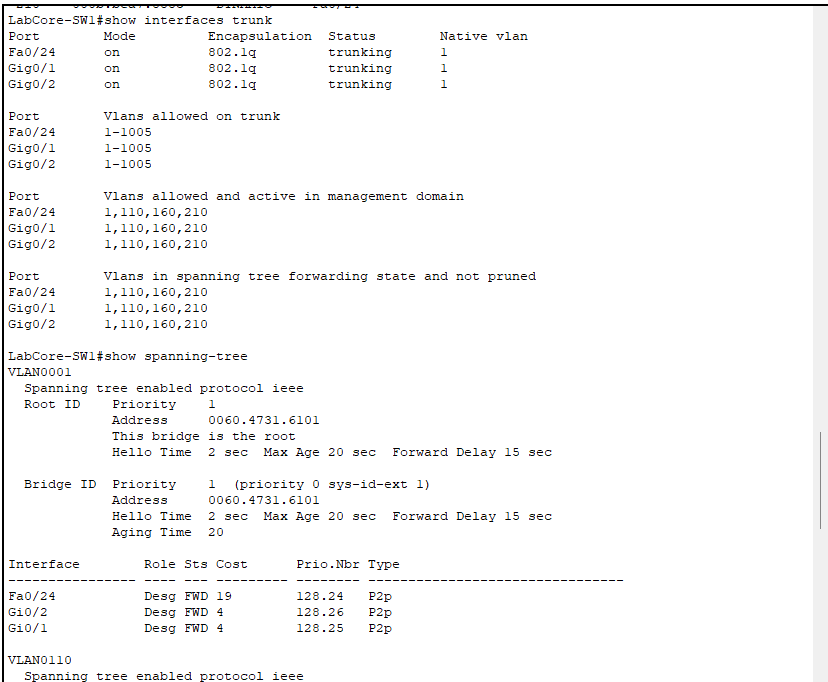 LabCore-SW1#show interfaces trunk
Port        Mode         Encapsulation  Status        Native vlan
Fa0/24      on           802.1q         trunking      1
Gig0/1      on           802.1q         trunking      1
Gig0/2      on           802.1q         trunking      1
Port        Vlans allowed on trunk
Fa0/24      1-1005
Gig0/1      1-1005
Gig0/2      1-1005
Port        Vlans allowed and active in management domain
Fa0/24      1,110,160,210
Gig0/1      1,110,160,210
Gig0/2      1,110,160,210
Port        Vlans in spanning tree forwarding state and not pruned
Fa0/24      1,110,160,210
Gig0/1      1,110,160,210
Gig0/2      1,110,160,210
LabCore-SW1#show spanning-tree
VLAN0001
  Spanning tree enabled protocol ieee
  Root ID    Priority    1
             Address     0060.4731.6101
             This bridge is the root
             Hello Time  2 sec  Max Age 20 sec  Forward Delay 15 sec
  Bridge ID  Priority    1  (priority 0 sys-id-ext 1)
             Address     0060.4731.6101
             Hello Time  2 sec  Max Age 20 sec  Forward Delay 15 sec
             Aging Time  20
Interface        Role Sts Cost      Prio.Nbr Type
---------------- ---- --- --------- -------- --------------------------------
Fa0/24           Desg FWD 19        128.24   P2p
Gi0/2            Desg FWD 4         128.26   P2p
Gi0/1            Desg FWD 4         128.25   P2p
VLAN0110
  Spanning tree enabled protocol ieee